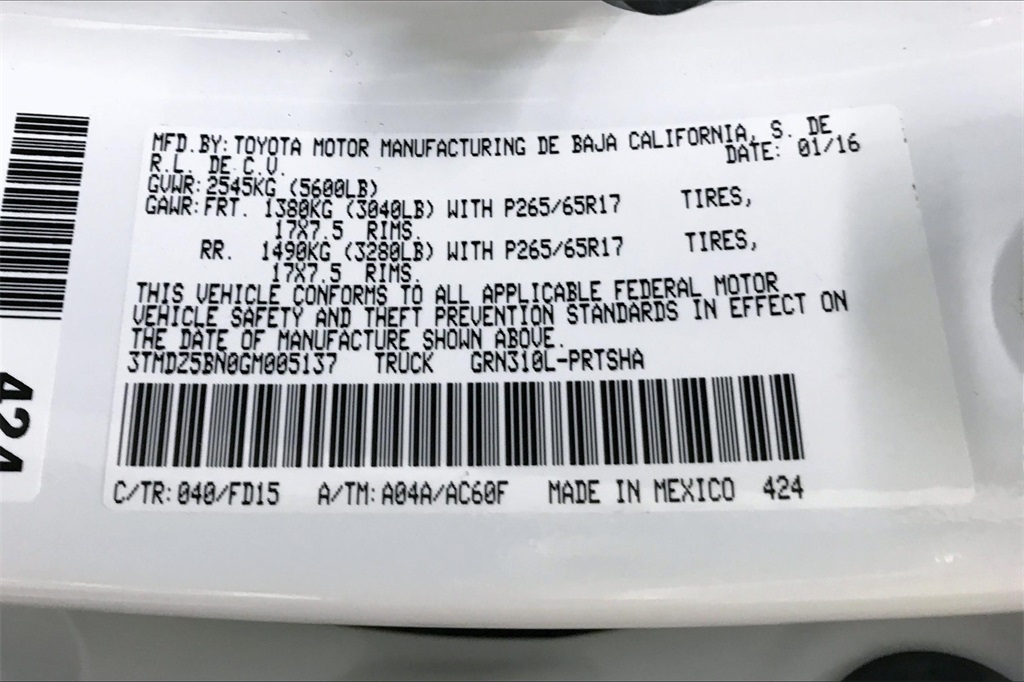 MFD.BY:TOYOTA MOTOR MANUFACTURING DE BAJA CALIFORNIA, S. DE
R.L. DE C.V. DATE: 01/16
GVWR:2545KG (5600LB)
GAWR:FRT. 1380KG (3040LB) WITH P265/65R17 TIRES,
17X7.5 RIMS.
RR. 1490KG (3280LB) WITH P265/65R17 TIRES,
17X7.5 RIMS.
THIS VEHICLE CONFORMS TO ALL APPLICABLE FEDERAL MOTOR
VEHICLE SAFETY AND THEFT PREVENTION STANDARDS IN EFFECT ON
THE DATE OF MANUFACTURE SHOWN ABOVE.
3TMDZ5BN0GM005137 TRUCK GRN310L-PRTSHA
C/TR:040/FD15 A/TM:A04A/AC60F MADE IN MEXICO 424
424